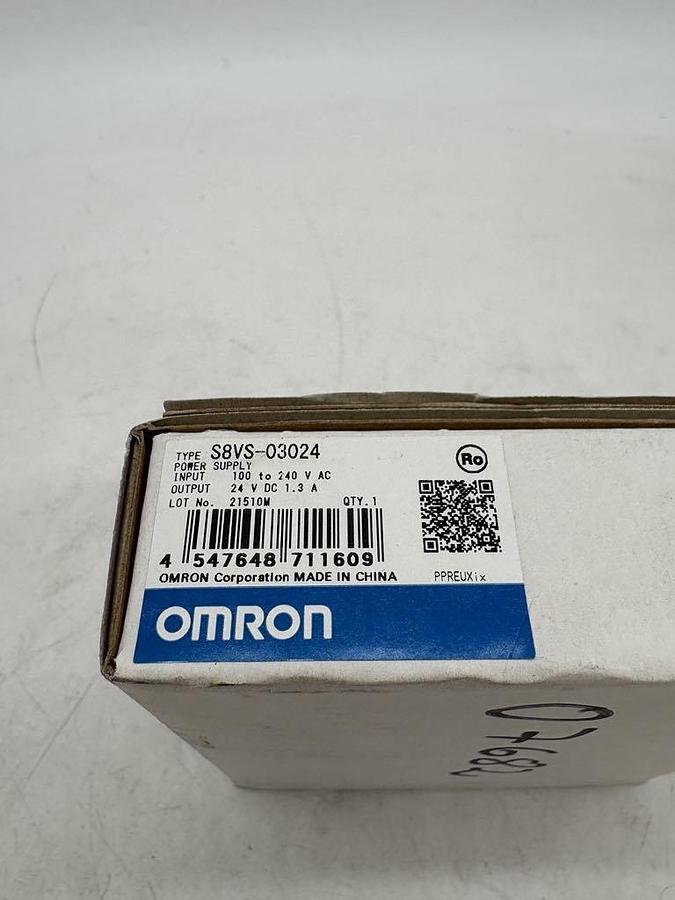 TYPE S8VS-03024
Ro
POWER SUPPLY
INPUT 100 to 240 V AC
OUTPUT 24 V DC 1.3 A
LOT No. 21510M QTY.1
4 547648 711609
OMRON Corporation MADE IN CHINA PPREUXix
OMRON